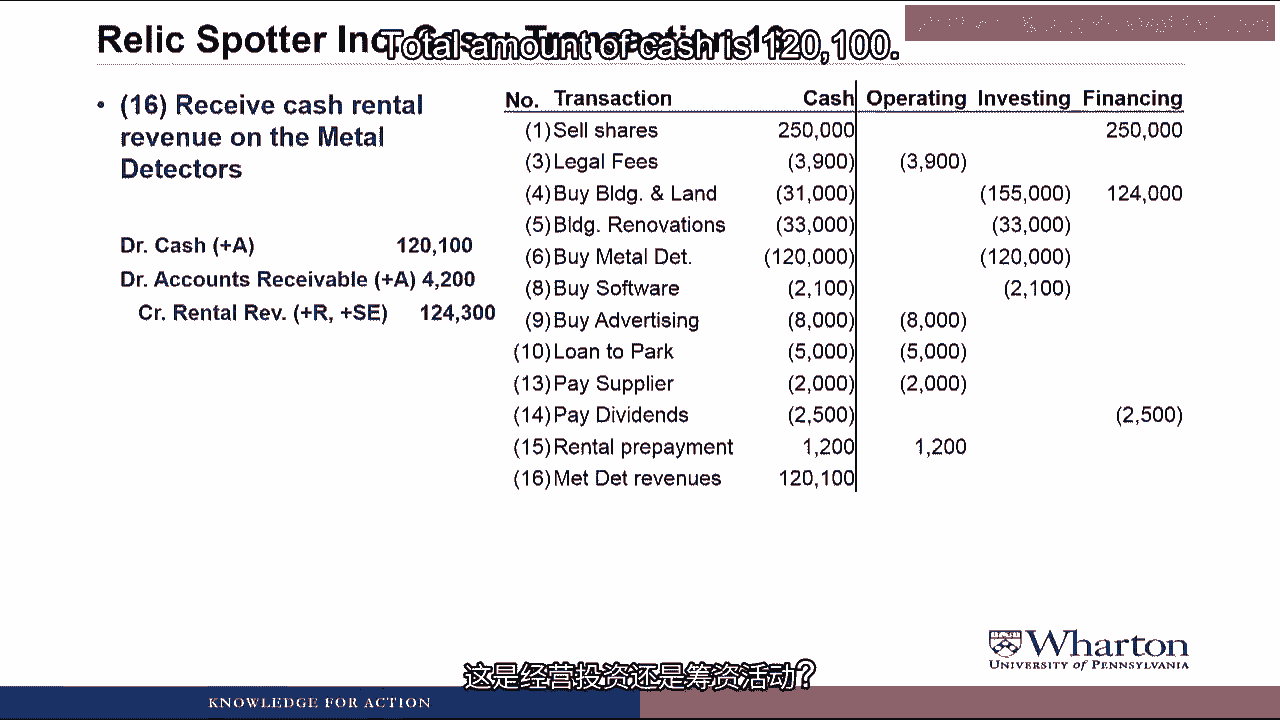 Relic Spotter Inc. Case: Transaction 16
Total amount of cash is 120,100.
• (16) Receive cash rental
revenue on the Metal
Detectors
Dr. Cash (+A) 120,100
Dr. Accounts Receivable (+A) 4,200
Cr. Rental Rev. (+R, +SE) 124,300
No. Transaction Cash Operating Investing Financing
(1) Sell shares 250,000 250,000
(3) Legal Fees (3,900) (3,900)
(4) Buy Bldg. & Land (31,000) (155,000) 124,000
(5) Bldg. Renovations (33,000) (33,000)
(6) Buy Metal Det. (120,000) (120,000)
(8) Buy Software (2,100) (2,100)
(9) Buy Advertising (8,000) (8,000)
(10) Loan to Park (5,000) (5,000)
(13) Pay Supplier (2,000) (2,000)
(14) Pay Dividends (2,500) (2,500)
(15) Rental prepayment 1,200 1,200
(16) Met Det revenues 120,100
Wharton
UNIVERSITY of PENNSYLVANIA
这是经营投资还是筹资活动?
KNOWLEDGE FOR ACTION